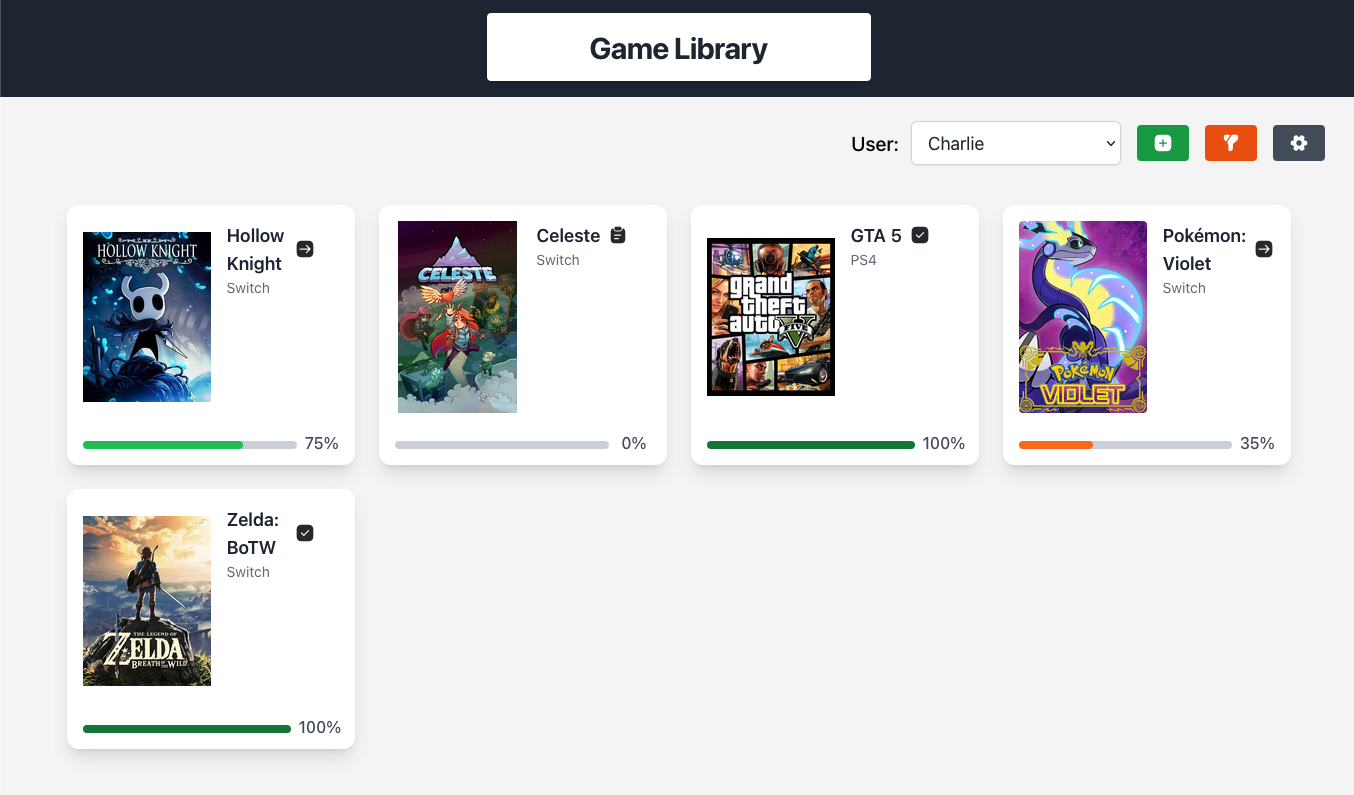 Game Library
User:
Charlie
HOLLOW KNIGHT
Hollow
Knight
Switch
75%
CELESTE
Celeste
Switch
0%
grand
theft
auto
V
FIVE
GTA 5
PS4
100%
POKéMON
VIOLET
Pokémon:
Violet
Switch
35%
THE LEGEND OF
ZELDA
BREATH OF THE WILD
Zelda:
BoTW
Switch
100%